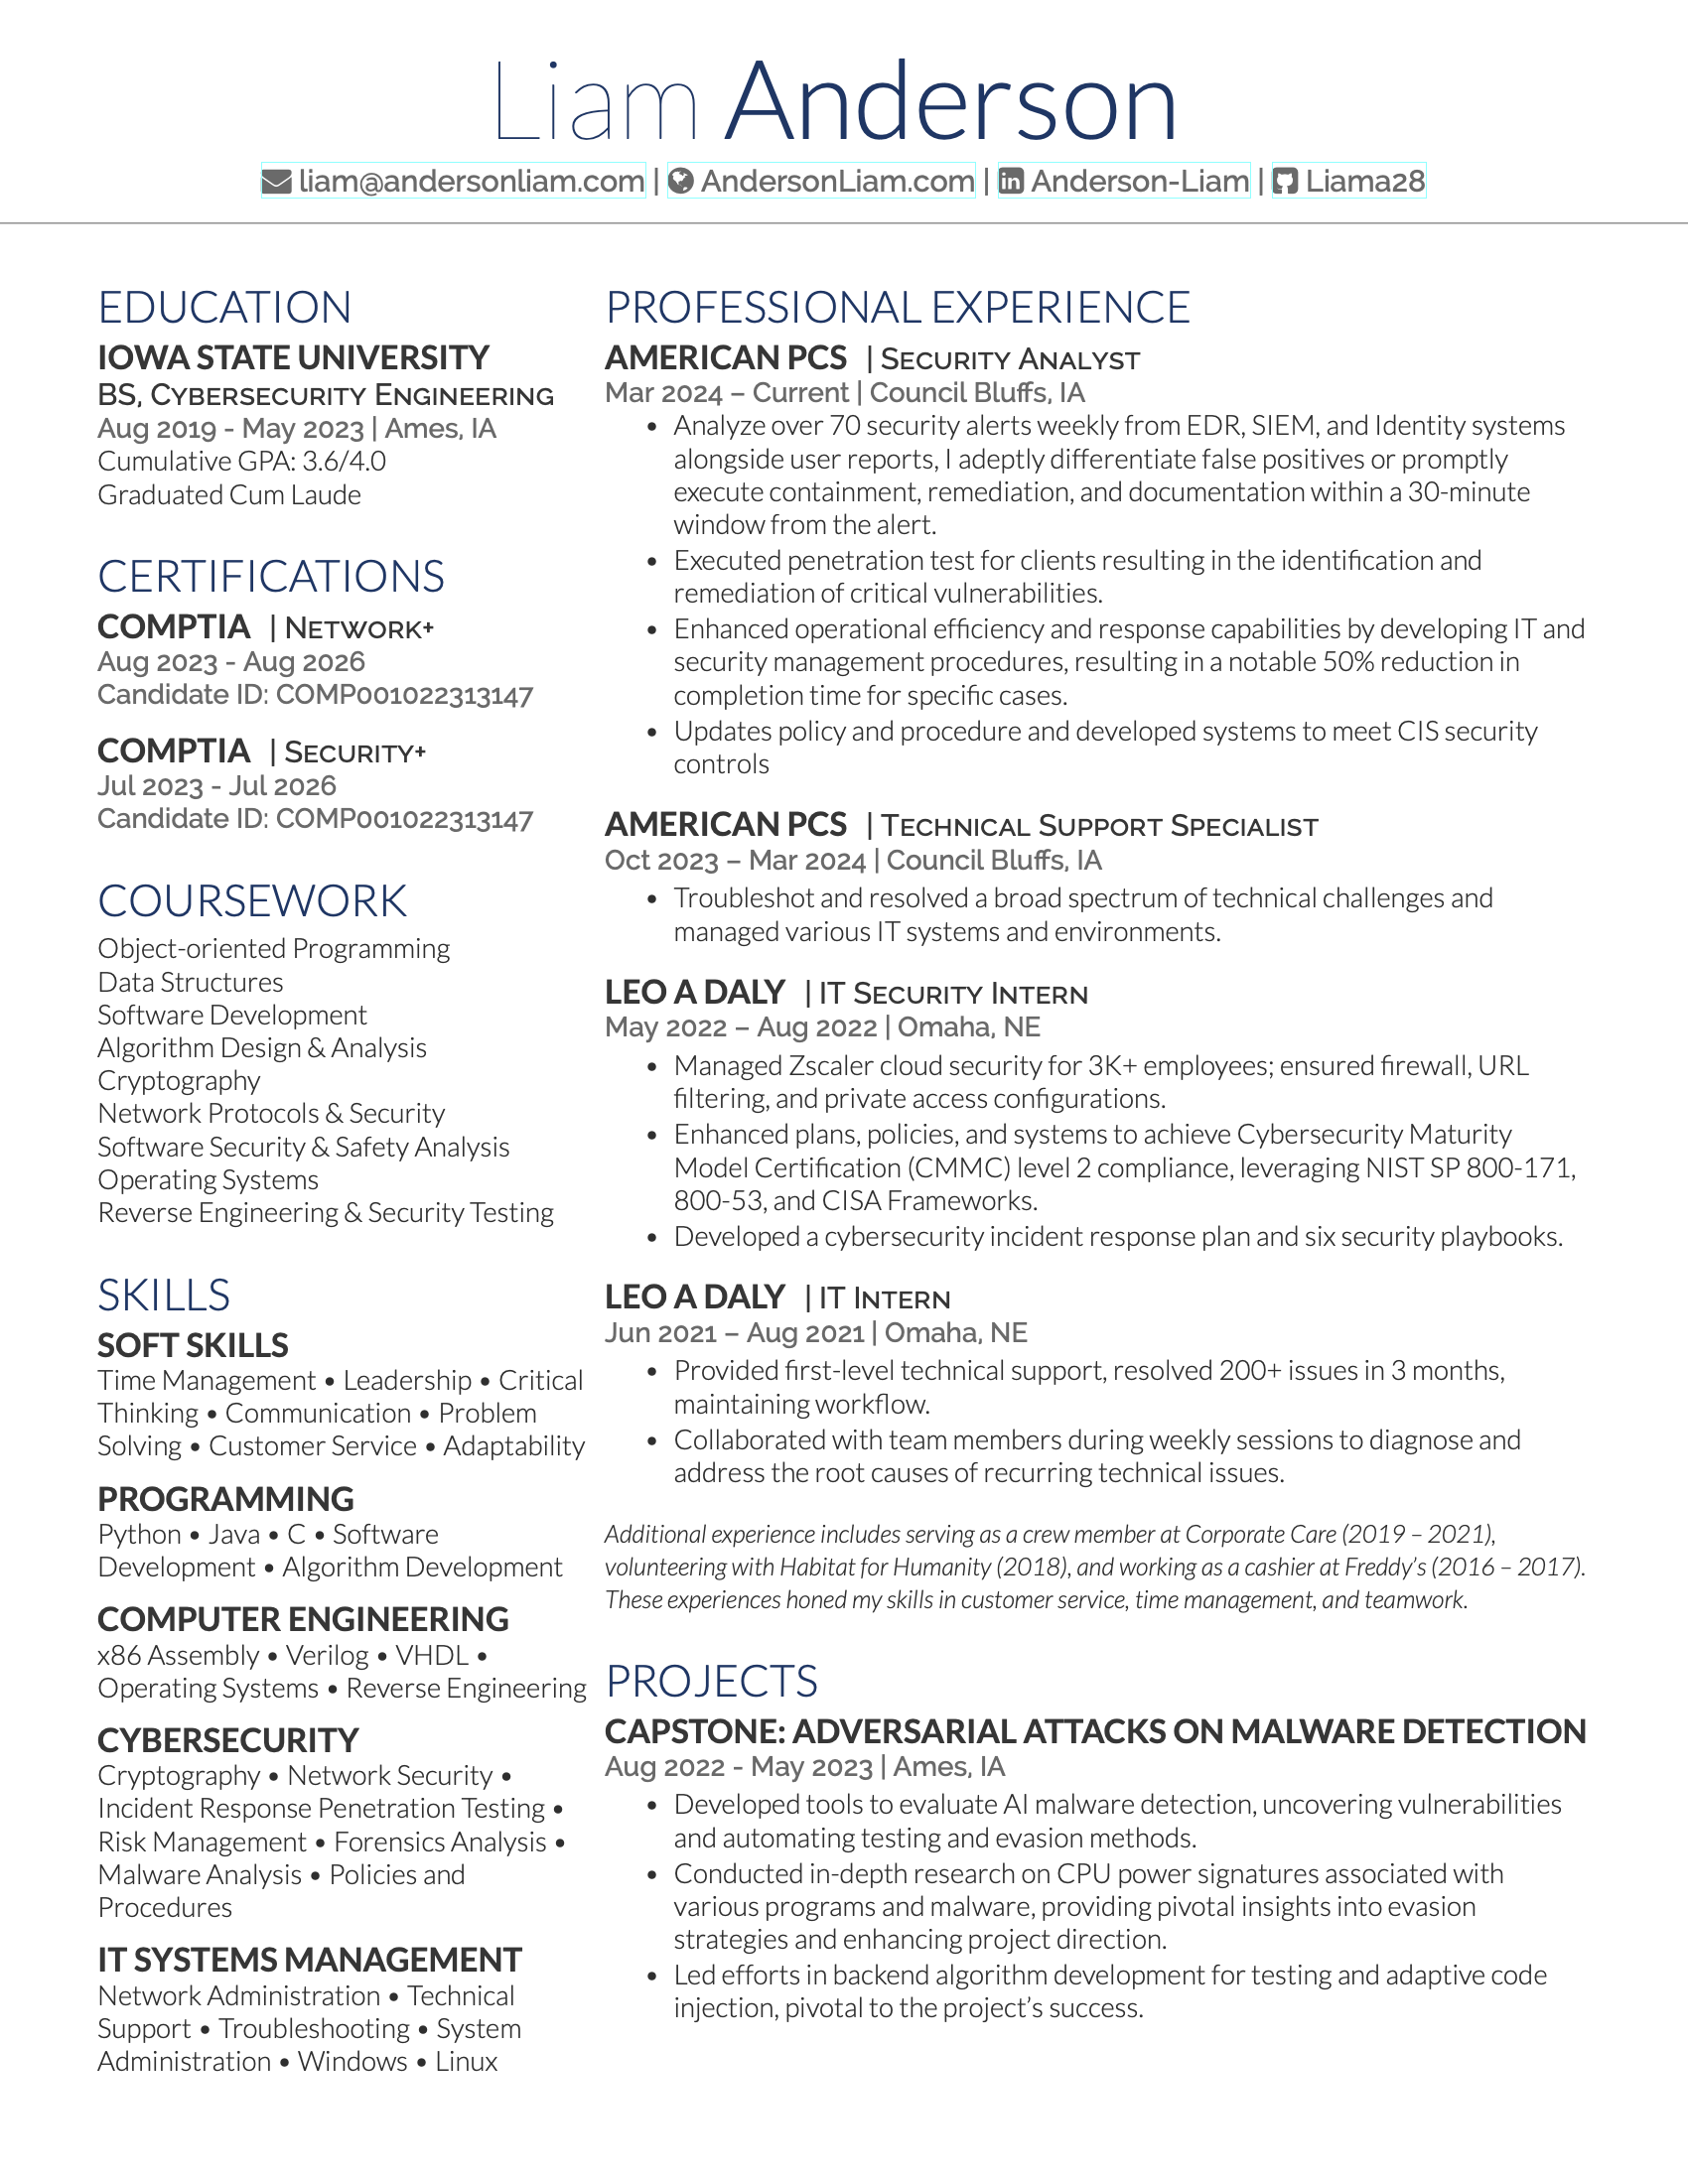 Liam Anderson
liam@andersonliam.com | AndersonLiam.com | Anderson-Liam | Liama28
EDUCATION
IOWA STATE UNIVERSITY
BS, Cybersecurity Engineering
Aug 2019 - May 2023 | Ames, IA
Cumulative GPA: 3.6/4.0
Graduated Cum Laude
CERTIFICATIONS
COMPTIA | Network+
Aug 2023 - Aug 2026
Candidate ID: COMP001022313147
COMPTIA | Security+
Jul 2023 - Jul 2026
Candidate ID: COMP001022313147
COURSEWORK
Object-oriented Programming
Data Structures
Software Development
Algorithm Design & Analysis
Cryptography
Network Protocols & Security
Software Security & Safety Analysis
Operating Systems
Reverse Engineering & Security Testing
SKILLS
SOFT SKILLS
Time Management • Leadership • Critical
Thinking • Communication • Problem
Solving • Customer Service • Adaptability
PROGRAMMING
Python • Java • C • Software
Development • Algorithm Development
COMPUTER ENGINEERING
x86 Assembly • Verilog • VHDL •
Operating Systems • Reverse Engineering
CYBERSECURITY
Cryptography • Network Security •
Incident Response Penetration Testing •
Risk Management • Forensics Analysis •
Malware Analysis • Policies and
Procedures
IT SYSTEMS MANAGEMENT
Network Administration • Technical
Support • Troubleshooting • System
Administration • Windows • Linux
PROFESSIONAL EXPERIENCE
AMERICAN PCS | Security Analyst
Mar 2024 – Current | Council Bluffs, IA
• Analyze over 70 security alerts weekly from EDR, SIEM, and Identity systems
alongside user reports, I adeptly differentiate false positives or promptly
execute containment, remediation, and documentation within a 30-minute
window from the alert.
• Executed penetration test for clients resulting in the identification and
remediation of critical vulnerabilities.
• Enhanced operational efficiency and response capabilities by developing IT and
security management procedures, resulting in a notable 50% reduction in
completion time for specific cases.
• Updates policy and procedure and developed systems to meet CIS security
controls
AMERICAN PCS | Technical Support Specialist
Oct 2023 – Mar 2024 | Council Bluffs, IA
• Troubleshot and resolved a broad spectrum of technical challenges and
managed various IT systems and environments.
LEO A DALY | IT Security Intern
May 2022 – Aug 2022 | Omaha, NE
• Managed Zscaler cloud security for 3K+ employees; ensured firewall, URL
filtering, and private access configurations.
• Enhanced plans, policies, and systems to achieve Cybersecurity Maturity
Model Certification (CMMC) level 2 compliance, leveraging NIST SP 800-171,
800-53, and CISA Frameworks.
• Developed a cybersecurity incident response plan and six security playbooks.
LEO A DALY | IT Intern
Jun 2021 – Aug 2021 | Omaha, NE
• Provided first-level technical support, resolved 200+ issues in 3 months,
maintaining workflow.
• Collaborated with team members during weekly sessions to diagnose and
address the root causes of recurring technical issues.
Additional experience includes serving as a crew member at Corporate Care (2019 – 2021),
volunteering with Habitat for Humanity (2018), and working as a cashier at Freddy’s (2016 – 2017).
These experiences honed my skills in customer service, time management, and teamwork.
PROJECTS
CAPSTONE: ADVERSARIAL ATTACKS ON MALWARE DETECTION
Aug 2022 - May 2023 | Ames, IA
• Developed tools to evaluate AI malware detection, uncovering vulnerabilities
and automating testing and evasion methods.
• Conducted in-depth research on CPU power signatures associated with
various programs and malware, providing pivotal insights into evasion
strategies and enhancing project direction.
• Led efforts in backend algorithm development for testing and adaptive code
injection, pivotal to the project’s success.